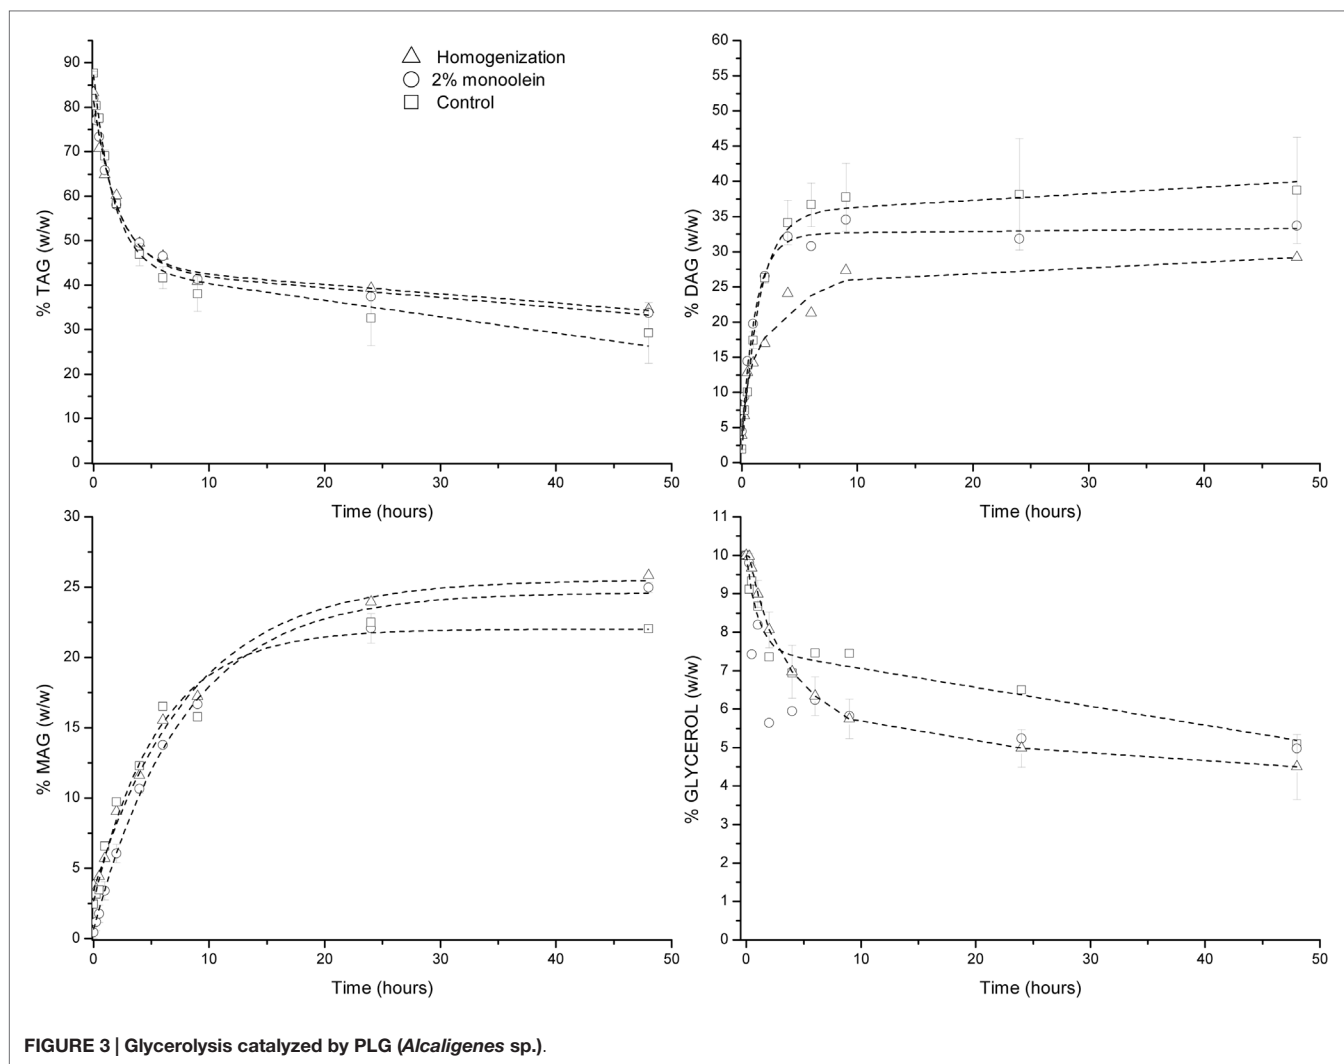 90
80
70
60
50
40
30
20
10
0
% TAG (w/w)
Homogenization
2% monoolein
Control
0 10 20 30 40 50
Time (hours)
60
55
50
45
40
35
30
25
20
15
10
5
0
% DAG (w/w)
0 10 20 30 40 50
Time (hours)
30
25
20
15
10
5
0
% MAG (w/w)
0 10 20 30 40 50
Time (hours)
11
10
9
8
7
6
5
4
3
2
1
0
% GLYCEROL (w/w)
0 10 20 30 40 50
Time (hours)
FIGURE 3 | Glycerolysis catalyzed by PLG (Alcaligenes sp.).